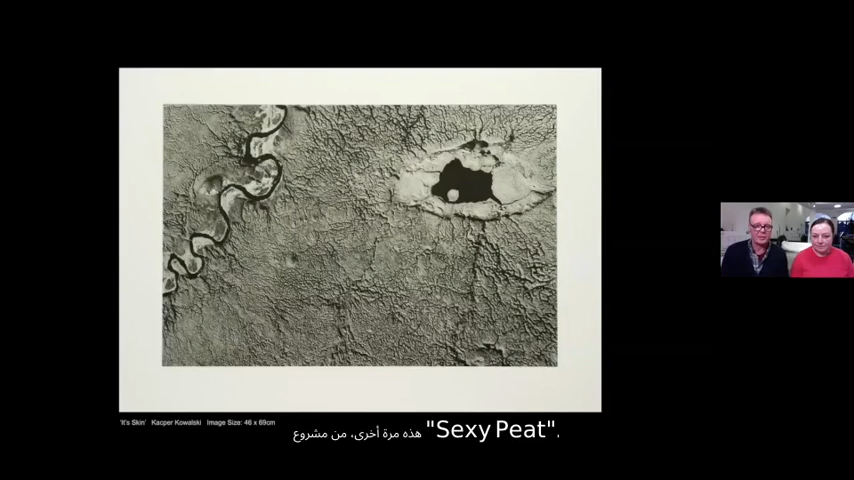 'It's Skin' Kacper Kowalski Image Size: 46 x 69cm
هذه مرة أخرى، من مشروع "Sexy Peat".